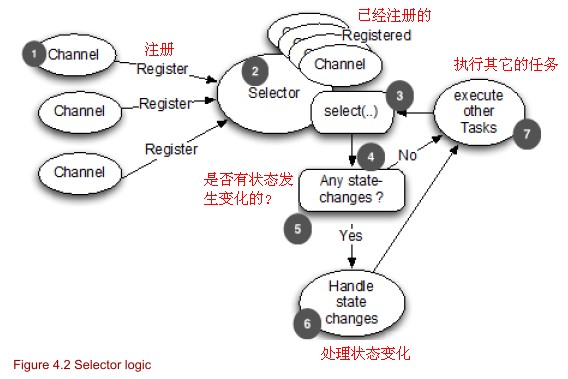 已经注册的
Registered
Channel
1 Channel
注册
Register
2
Selector
3
select(..)
执行其它的任务
execute
other
Tasks
7
Channel
Register
Channel
Register
4
No
是否有状态发
生变化的？
Any state-
changes ?
5
Yes
Handle
state
changes
6
处理状态变化
Figure 4.2 Selector logic